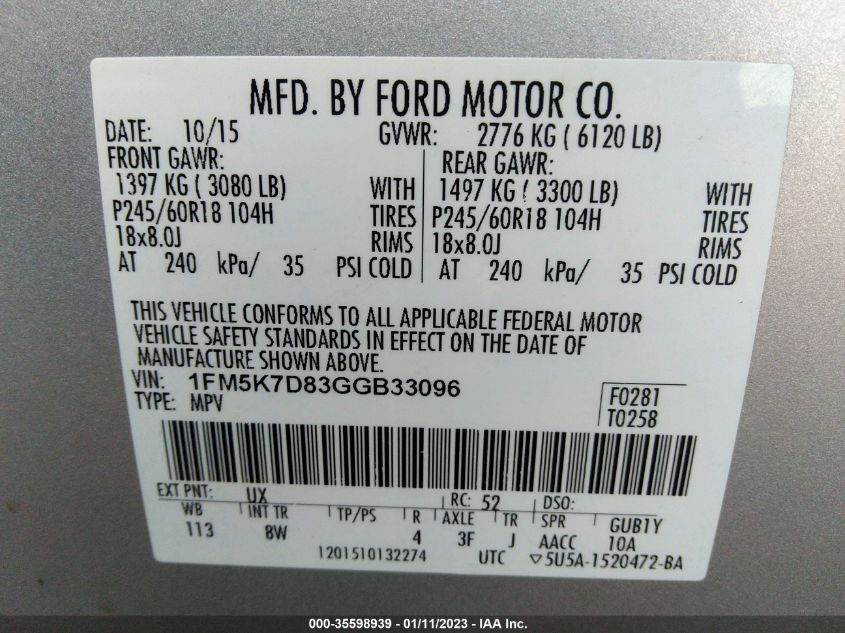 MFD. BY FORD MOTOR CO.
DATE: 10/15 GVWR: 2776 KG ( 6120 LB)
FRONT GAWR: REAR GAWR:
1397 KG ( 3080 LB) WITH 1497 KG ( 3300 LB) WITH
P245/60R18 104H TIRES P245/60R18 104H TIRES
18x8.0J RIMS 18x8.0J RIMS
AT 240 kPa/ 35 PSI COLD AT 240 kPa/ 35 PSI COLD
THIS VEHICLE CONFORMS TO ALL APPLICABLE FEDERAL MOTOR
VEHICLE SAFETY STANDARDS IN EFFECT ON THE DATE OF
MANUFACTURE SHOWN ABOVE.
VIN: 1FM5K7D83GGB33096 F0281
TYPE: MPV T0258
EXT PNT: UX RC: 52 DSO:
WB INT TR TP/PS R AXLE TR SPR GUB1Y
113 8W 4 3F J AACC 10A
1201510132274 UTC ▽5U5A-1520472-BA
000-35598939 - 01/11/2023 - IAA Inc.